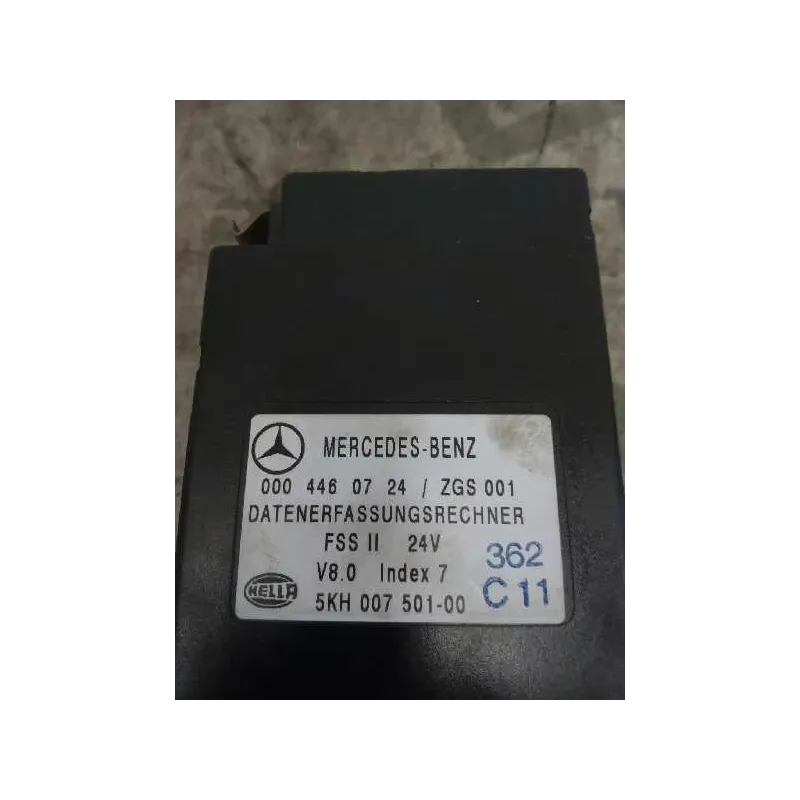 MERCEDES-BENZ
000 446 07 24 / ZGS 001
DATENERFASSUNGSRECHNER
FSS II 24V
V8.0 Index 7
362
C 11
HELLA
5KH 007 501-00